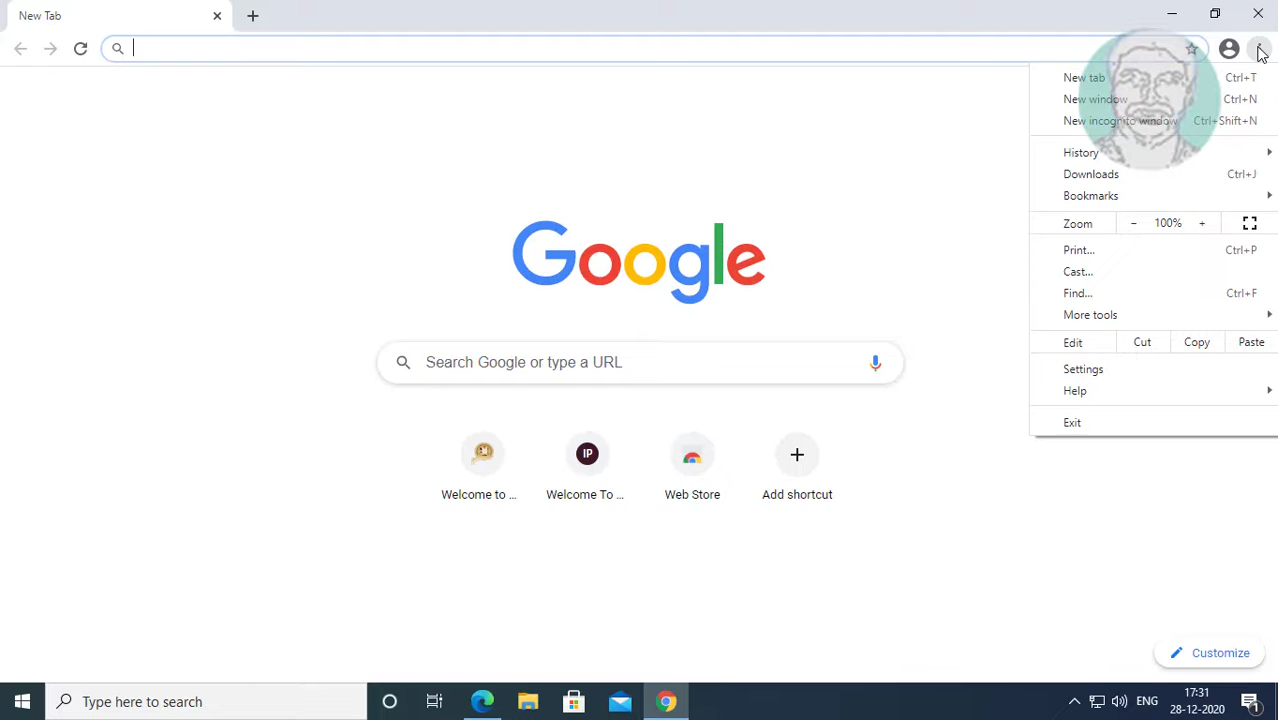 New Tab
New tab Ctrl+T
New window Ctrl+N
New incognito window Ctrl+Shift+N
History
Downloads Ctrl+J
Bookmarks
Zoom - 100% +
Print... Ctrl+P
Cast...
Find... Ctrl+F
More tools
Edit Cut Copy Paste
Settings
Help
Exit
Google
Search Google or type a URL
IP
Welcome to ... Welcome To ... Web Store Add shortcut
Customize
Type here to search
ENG
17:31
28-12-2020
1